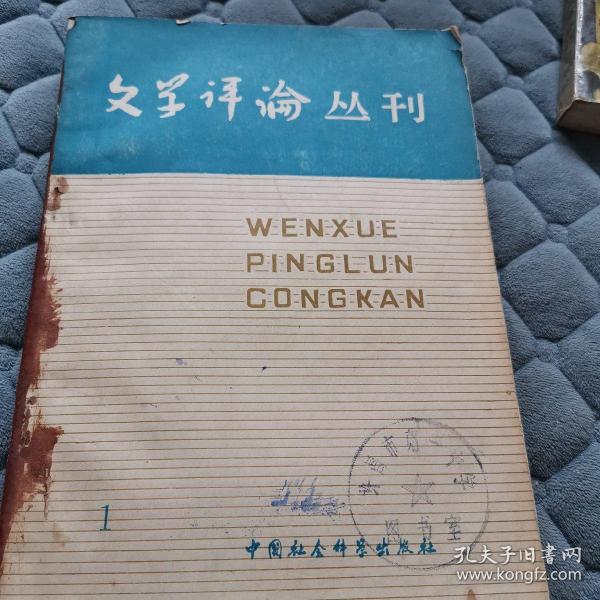 文学评论丛刊
WENXUE
PINGLUN
CONGKAN
1
图书室
中国社会科学出版社
孔夫子旧书网
www.kongfz.com